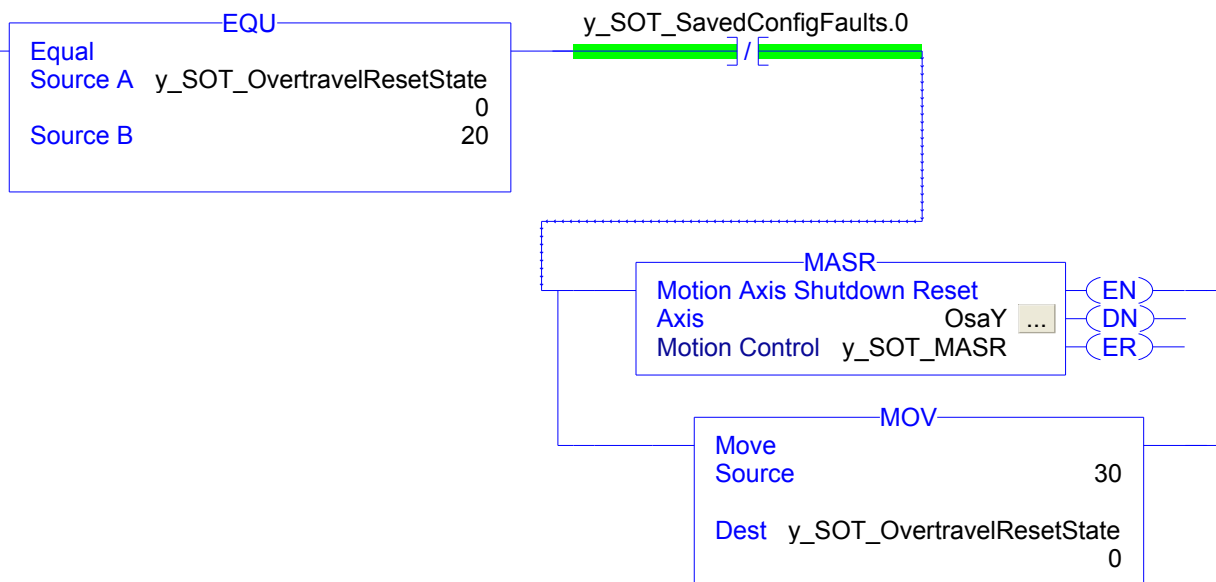 EQU
Equal
Source A y_SOT_OvertravelResetState
0
Source B 20
y_SOT_SavedConfigFaults.0
/
MASR
Motion Axis Shutdown Reset
Axis OsaY ...
Motion Control y_SOT_MASR
EN
DN
ER
MOV
Move
Source 30
Dest y_SOT_OvertravelResetState
0